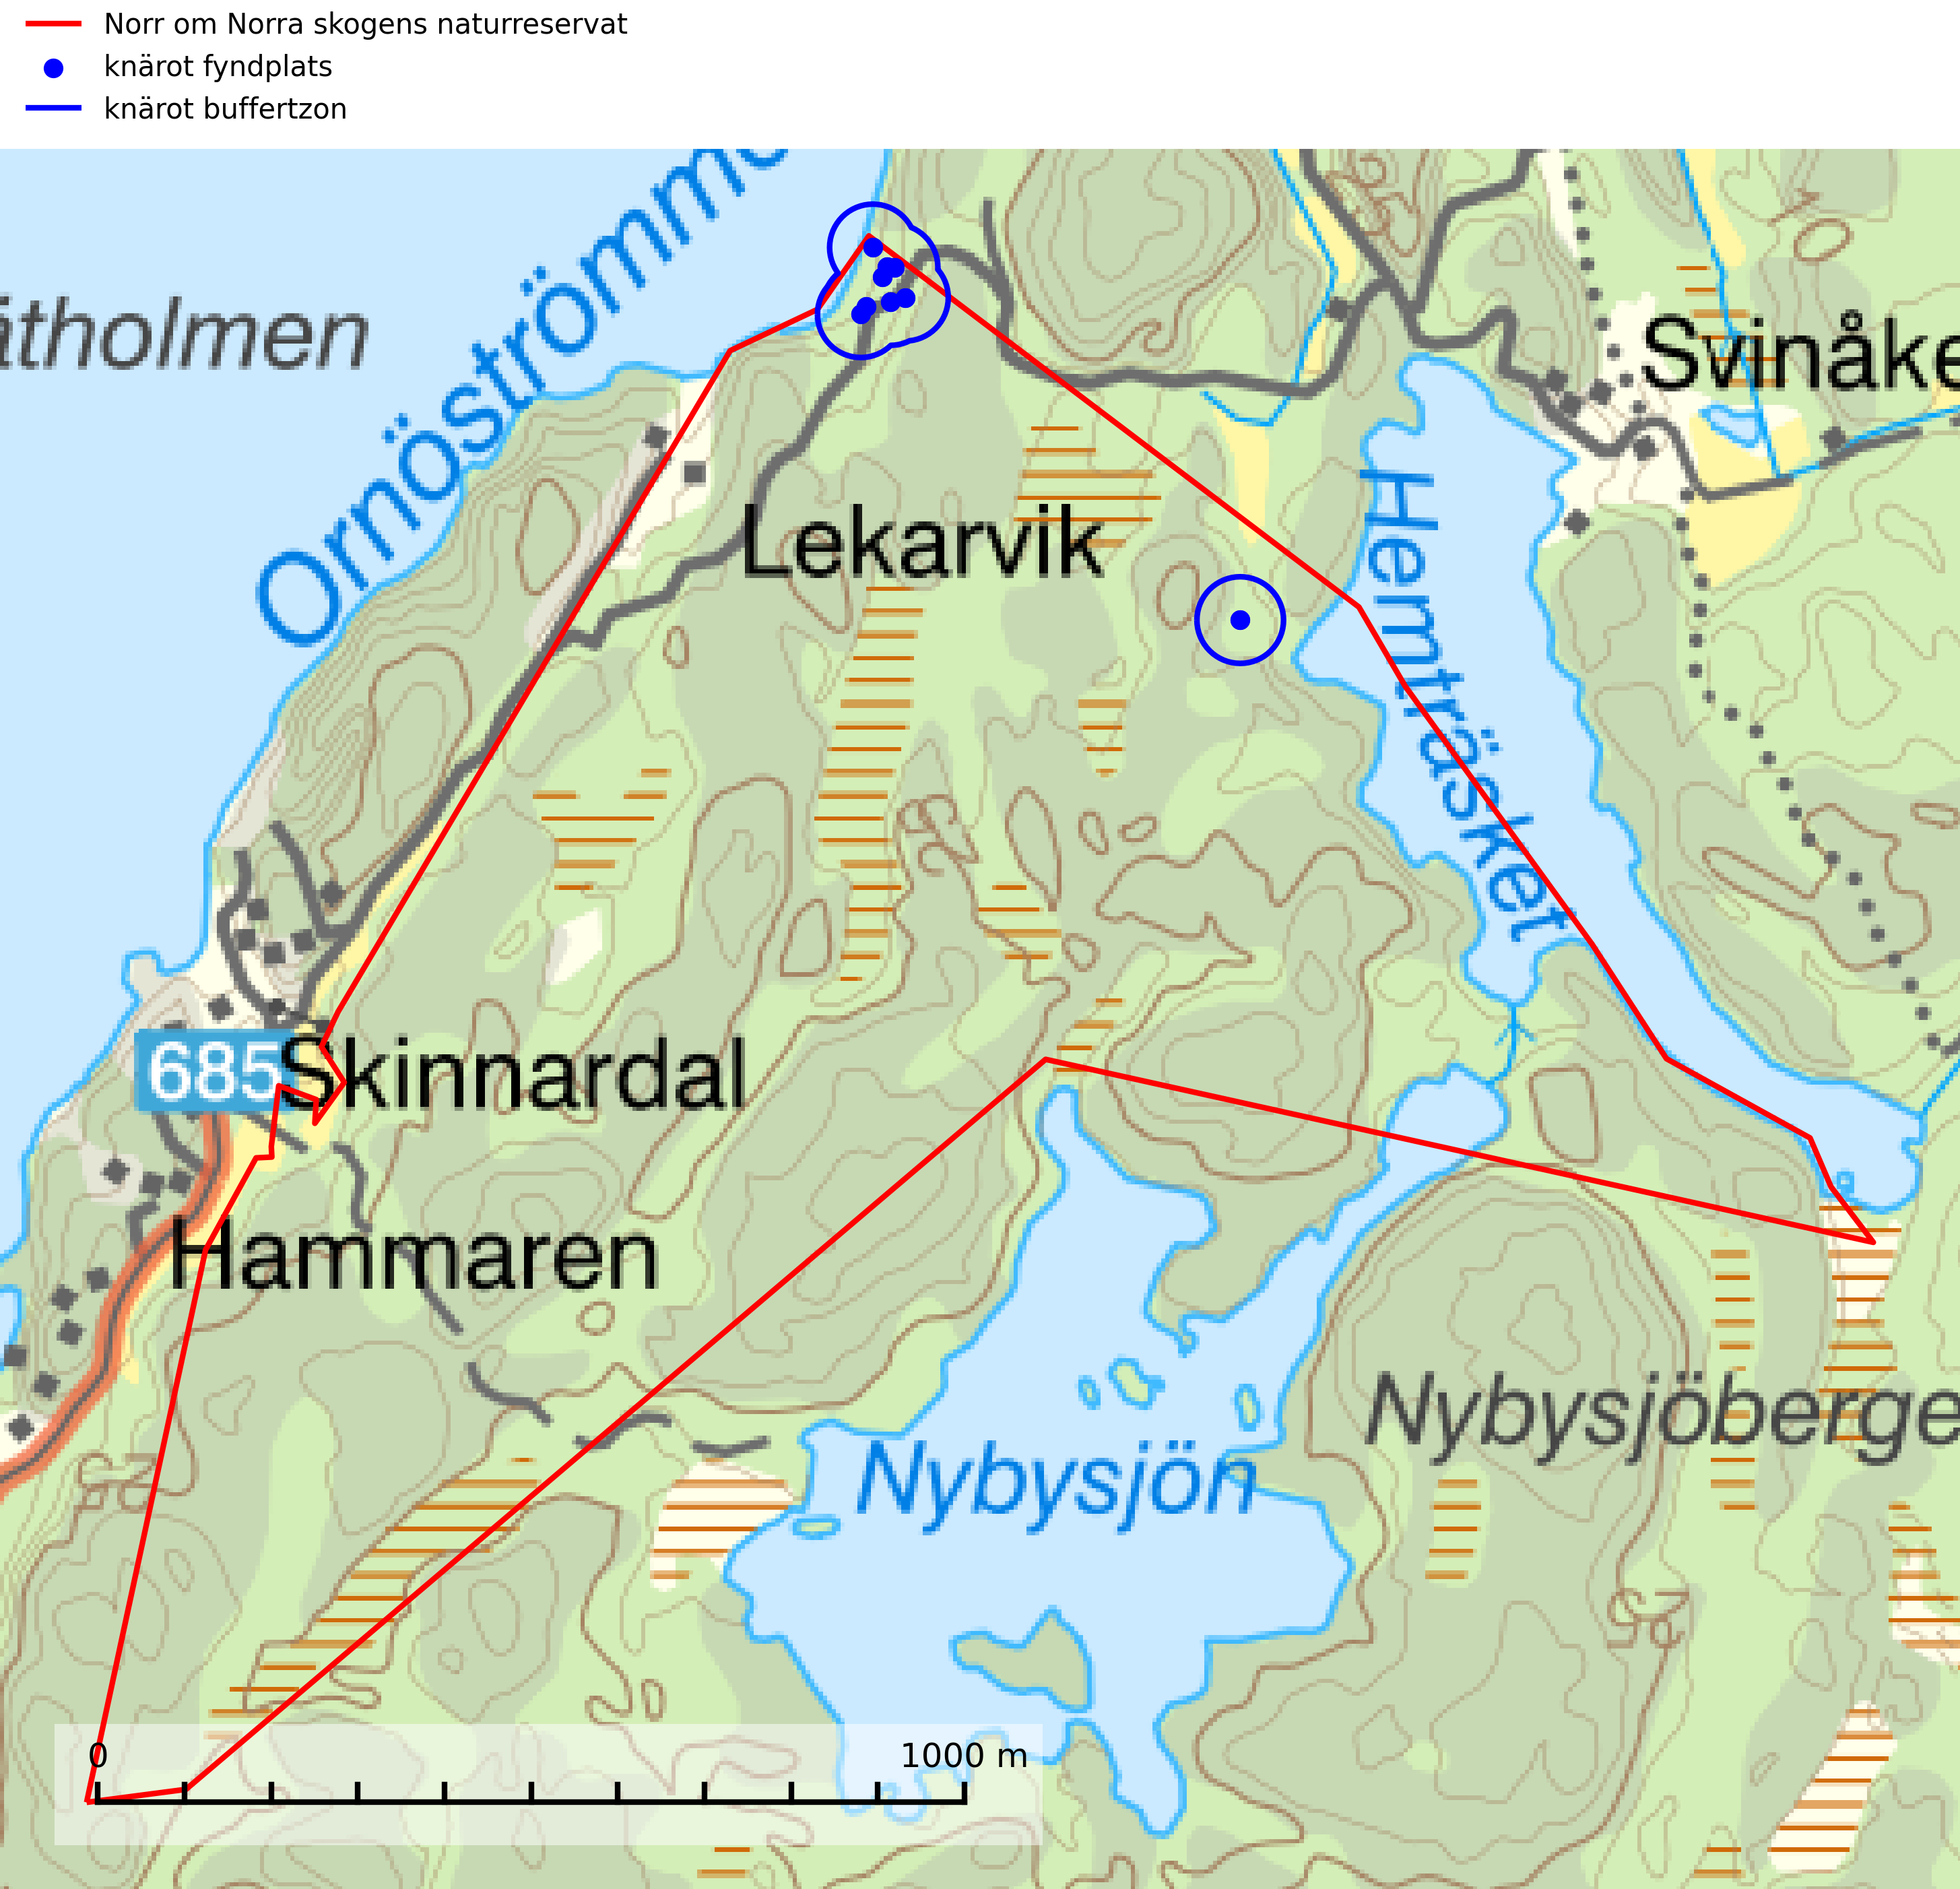 Norr om Norra skogens naturreservat
knärot fyndplats
knärot buffertzon
Ornöströmm
åtholmen
Svinåke
Lekarvik
Hemträsket
685
Skinnardal
Hammaren
Nybysjöberge
Nybysjön
0
1000 m